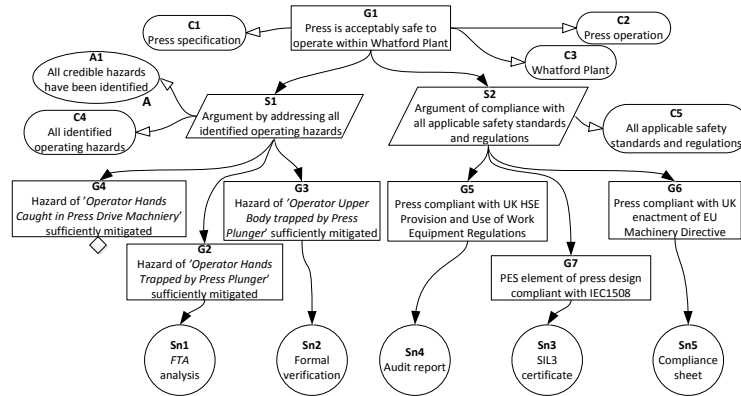 G1
Press is acceptably safe to
operate within Whatford Plant
C1
Press specification
C2
Press operation
C3
Whatford Plant
A1
All credible hazards
have been identified
A
C4
All identified
operating hazards
S1
Argument by addressing all
identified operating hazards
S2
Argument of compliance with
all applicable safety standards
and regulations
C5
All applicable safety
standards and regulations
G4
Hazard of 'Operator Hands
Caught in Press Drive Machniery'
sufficiently mitigated
G3
Hazard of 'Operator Upper
Body trapped by Press
Plunger' sufficiently mitigated
G5
Press compliant with UK HSE
Provision and Use of Work
Equipment Regulations
G6
Press compliant with UK
enactment of EU
Machinery Directive
G2
Hazard of 'Operator Hands
Trapped by Press Plunger'
sufficiently mitigated
G7
PES element of press design
compliant with IEC1508
Sn1
FTA
analysis
Sn2
Formal
verification
Sn4
Audit report
Sn3
SIL3
certificate
Sn5
Compliance
sheet